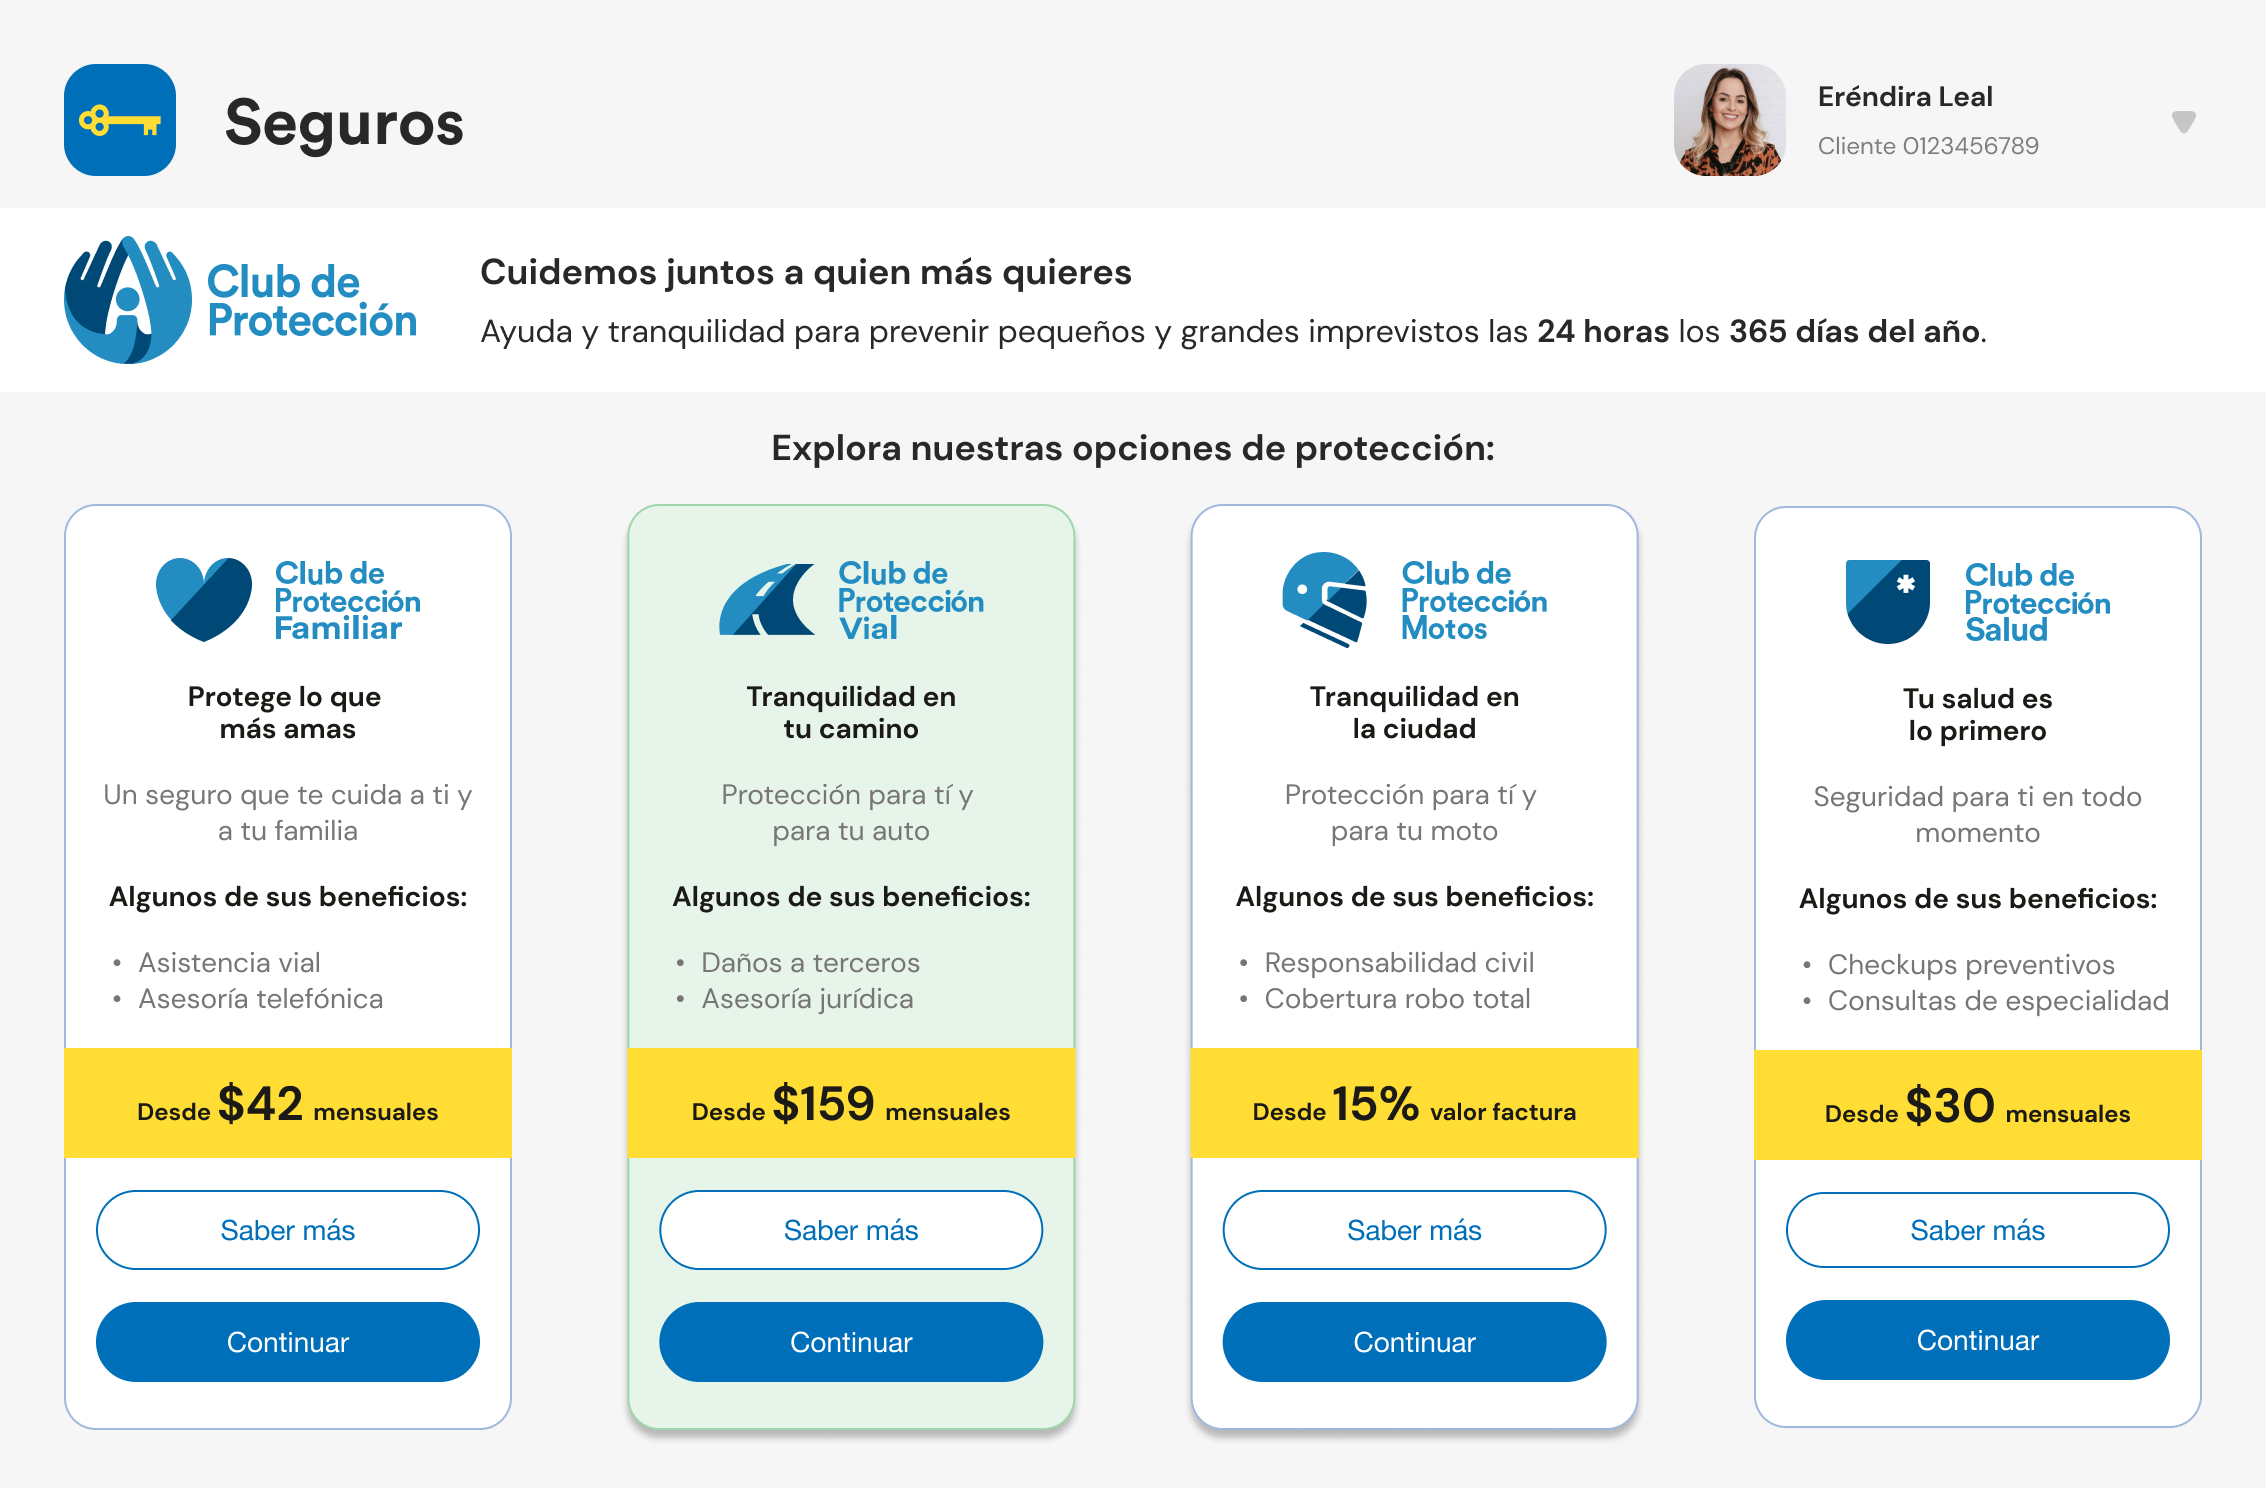 Seguros
Eréndira Leal
Cliente 0123456789
Club de
Protección
Cuidemos juntos a quien más quieres
Ayuda y tranquilidad para prevenir pequeños y grandes imprevistos las 24 horas los 365 días del año.
Explora nuestras opciones de protección:
Club de
Protección
Familiar
Protege lo que
más amas
Un seguro que te cuida a ti y
a tu familia
Algunos de sus beneficios:
• Asistencia vial
• Asesoría telefónica
Desde $42 mensuales
Saber más
Continuar
Club de
Protección
Vial
Tranquilidad en
tu camino
Protección para tí y
para tu auto
Algunos de sus beneficios:
• Daños a terceros
• Asesoría jurídica
Desde $159 mensuales
Saber más
Continuar
Club de
Protección
Motos
Tranquilidad en
la ciudad
Protección para tí y
para tu moto
Algunos de sus beneficios:
• Responsabilidad civil
• Cobertura robo total
Desde 15% valor factura
Saber más
Continuar
Club de
Protección
Salud
Tu salud es
lo primero
Seguridad para ti en todo
momento
Algunos de sus beneficios:
• Checkups preventivos
• Consultas de especialidad
Desde $30 mensuales
Saber más
Continuar